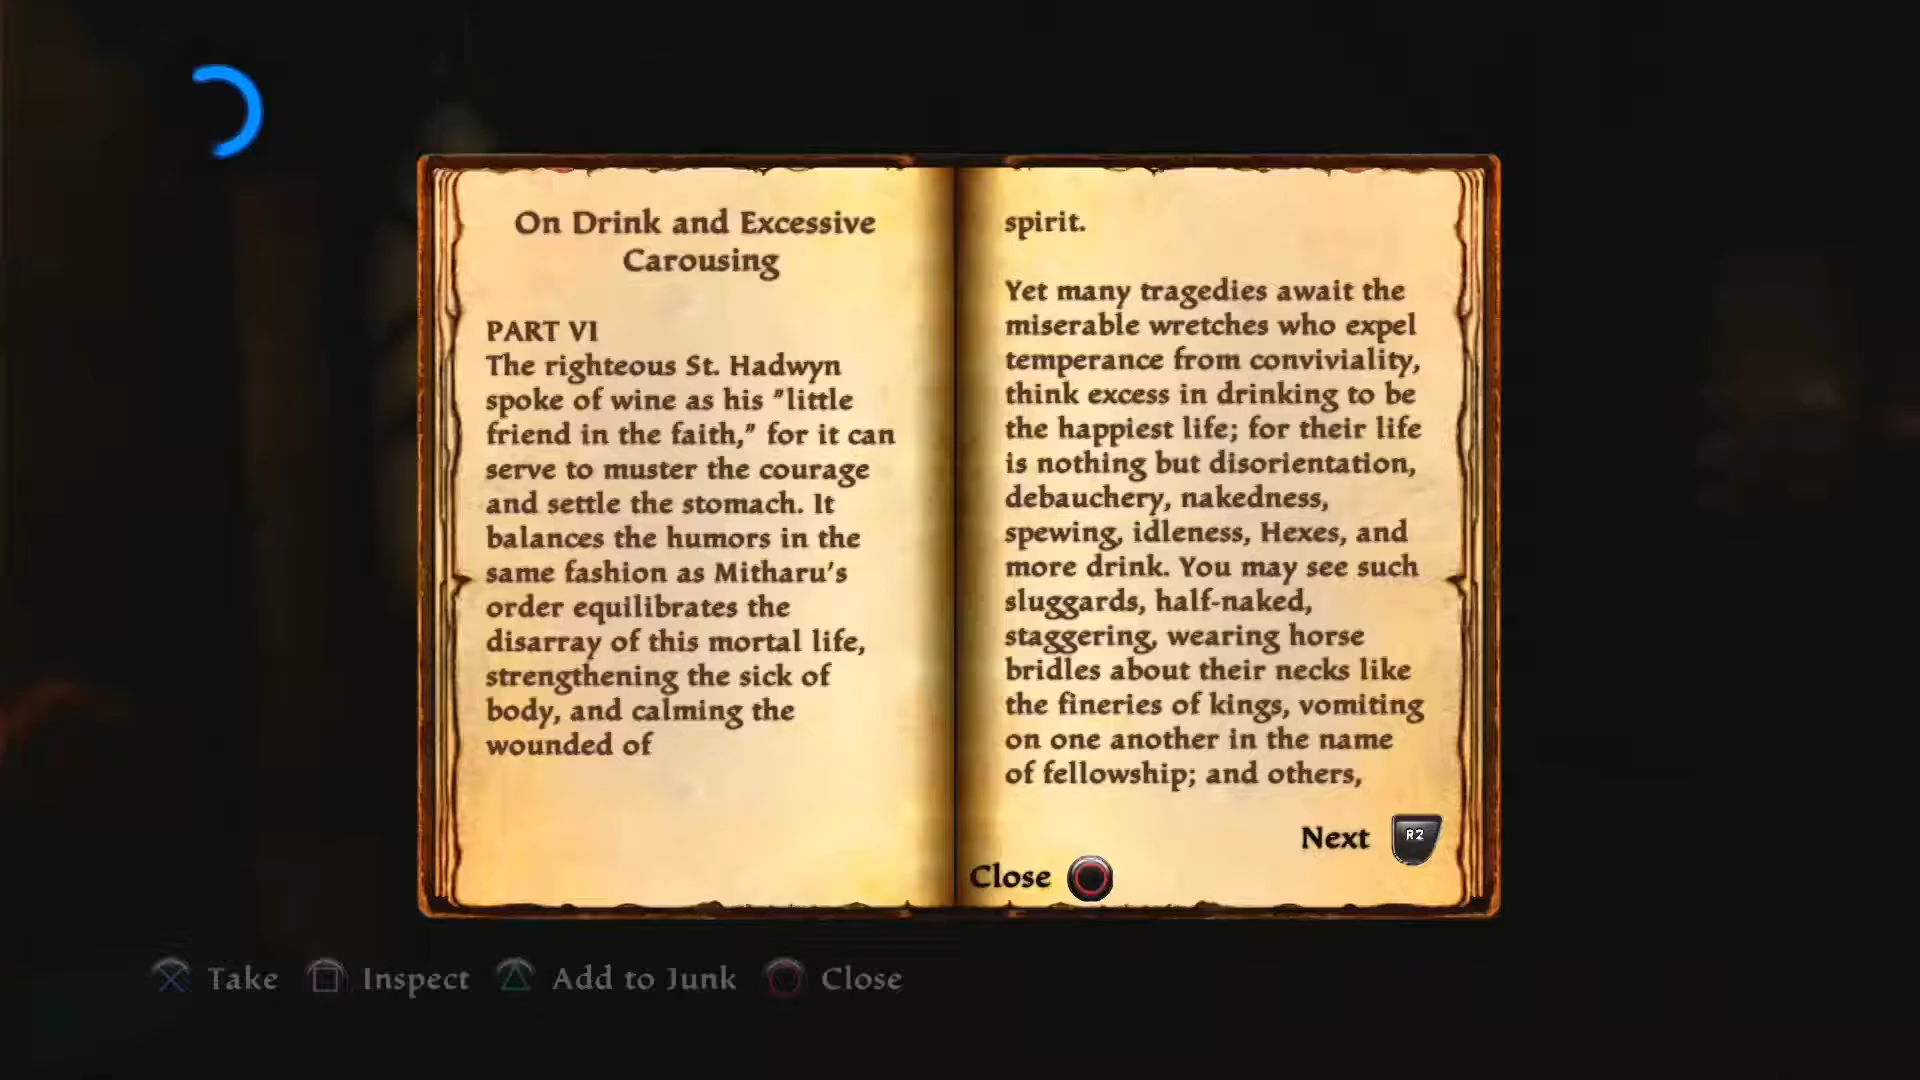 On Drink and Excessive
Carousing
PART VI
The righteous St. Hadwyn
spoke of wine as his "little
friend in the faith," for it can
serve to muster the courage
and settle the stomach. It
balances the humors in the
same fashion as Mitharu's
order equilibrates the
disarray of this mortal life,
strengthening the sick of
body, and calming the
wounded of
spirit.
Yet many tragedies await the
miserable wretches who expel
temperance from conviviality,
think excess in drinking to be
the happiest life; for their life
is nothing but disorientation,
debauchery, nakedness,
spewing, idleness, Hexes, and
more drink. You may see such
sluggards, half-naked,
staggering, wearing horse
bridles about their necks like
the fineries of kings, vomiting
on one another in the name
of fellowship; and others,
Next R2
Close
Take Inspect Add to Junk Close